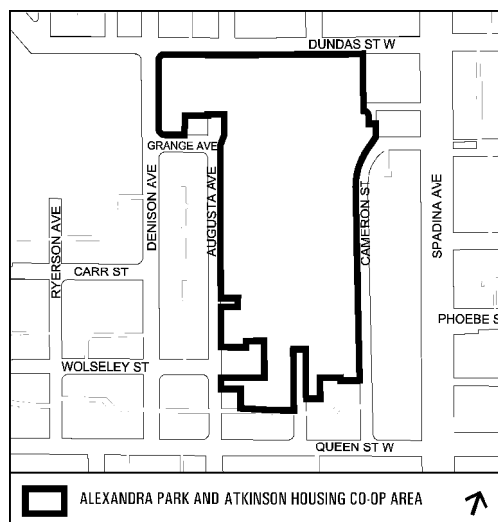 DUNDAS ST W
GRANGE AVE
DENISON AVE
AUGUSTA AVE
CAMERON ST
SPADINA AVE
RYERSON AVE
CARR ST
PHOEBE S
WOLSELEY ST
QUEEN ST W
ALEXANDRA PARK AND ATKINSON HOUSING CO-OP AREA